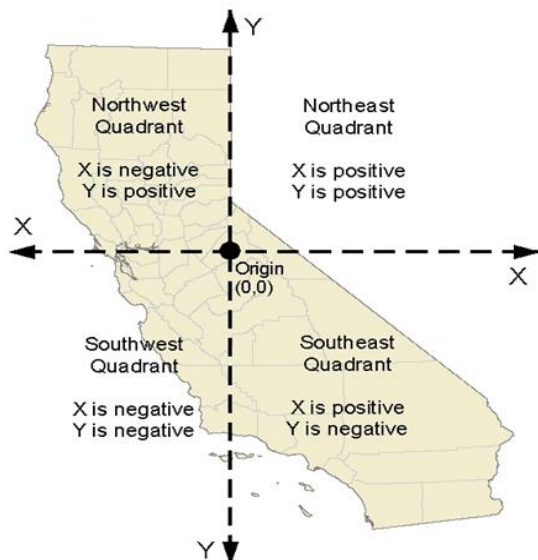 Y
Northwest
Quadrant
X is negative
Y is positive
Northeast
Quadrant
X is positive
Y is positive
X
Origin
(0,0)
X
Southwest
Quadrant
X is negative
Y is negative
Southeast
Quadrant
X is positive
Y is negative
Y